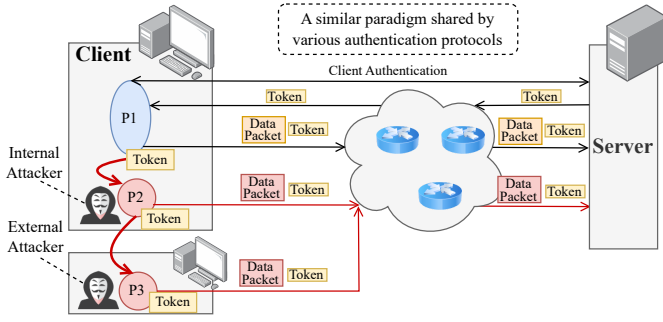 A similar paradigm shared by
various authentication protocols
Client
Client Authentication
Token
Token
P1
Data
Packet
Token
Data
Packet
Token
Server
Token
Internal
Attacker
P2
Token
Data
Packet
Token
Data
Packet
Token
External
Attacker
P3
Token
Data
Packet
Token